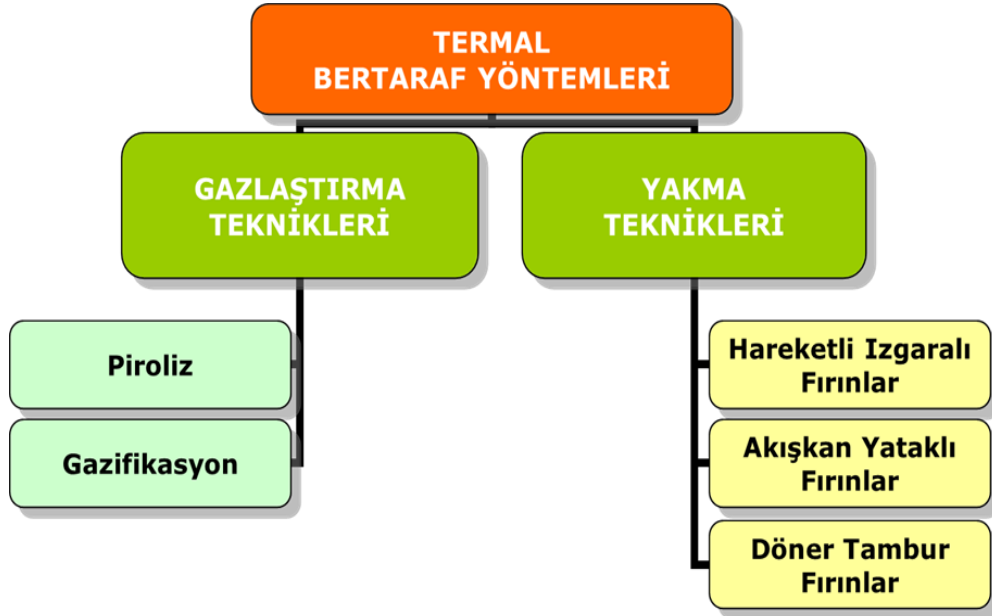 TERMAL
BERTARAF YÖNTEMLERİ
GAZLAŞTIRMA
TEKNİKLERİ
YAKMA
TEKNİKLERİ
Piroliz
Gazifikasyon
Hareketli Izgaralı
Fırınlar
Akışkan Yataklı
Fırınlar
Döner Tambur
Fırınlar